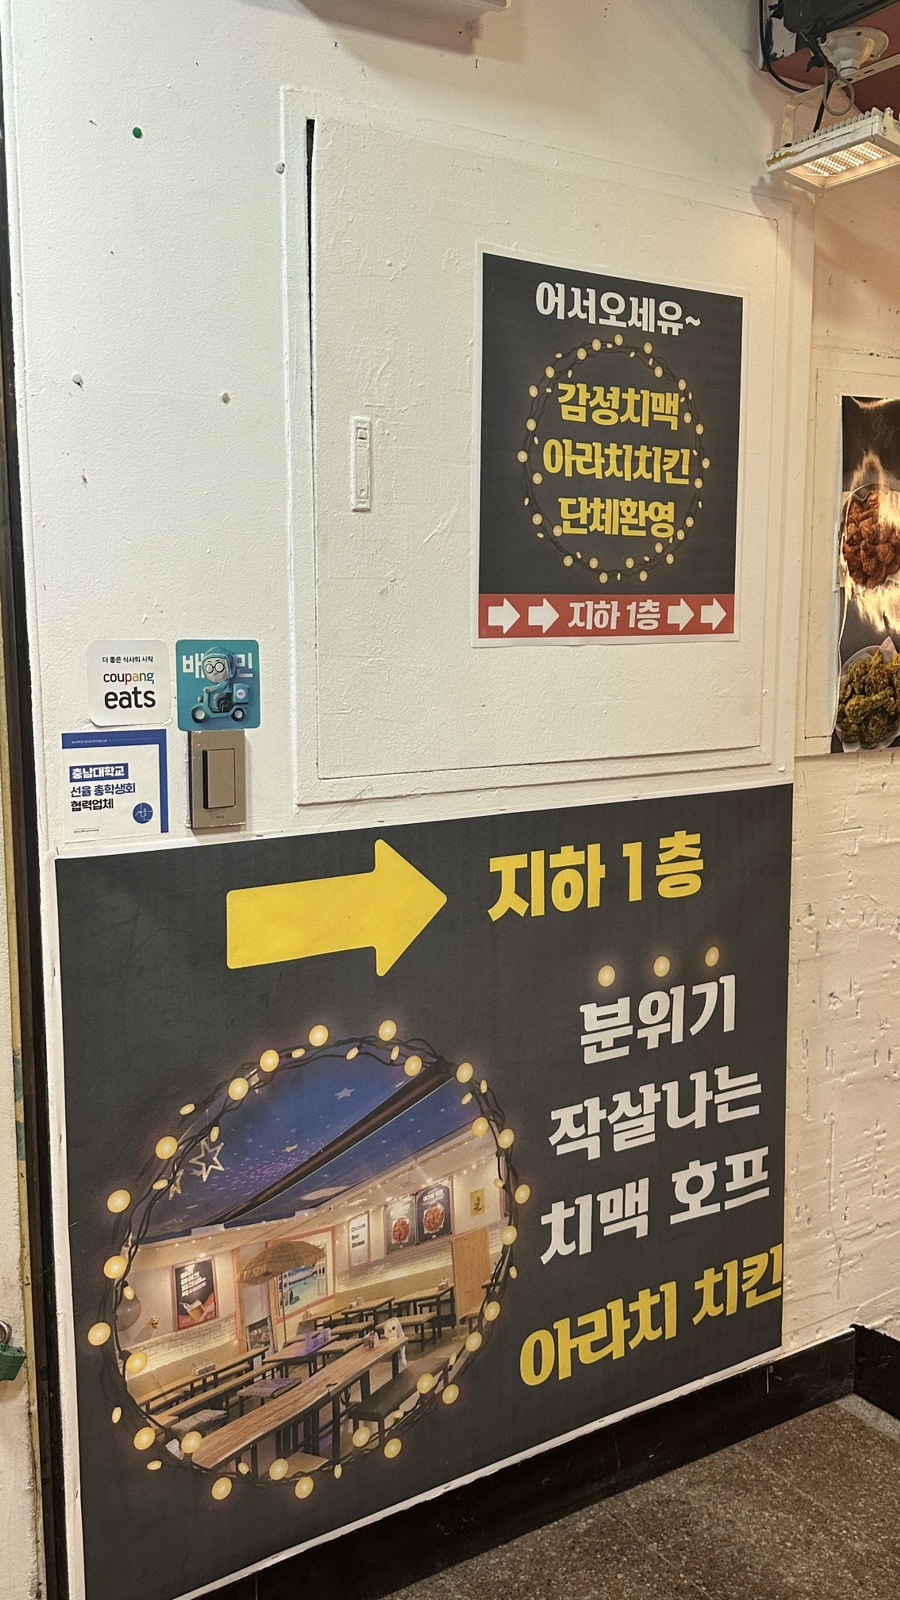 어서오세유~
감성치맥
아라치치킨
단체환영
지하 1층
더 좋은 식사의 시작
coupang
eats
배 민
충남대학교
선율 총학생회
협력업체
지하 1층
분위기
작살나는
치맥 호프
아라치 치킨